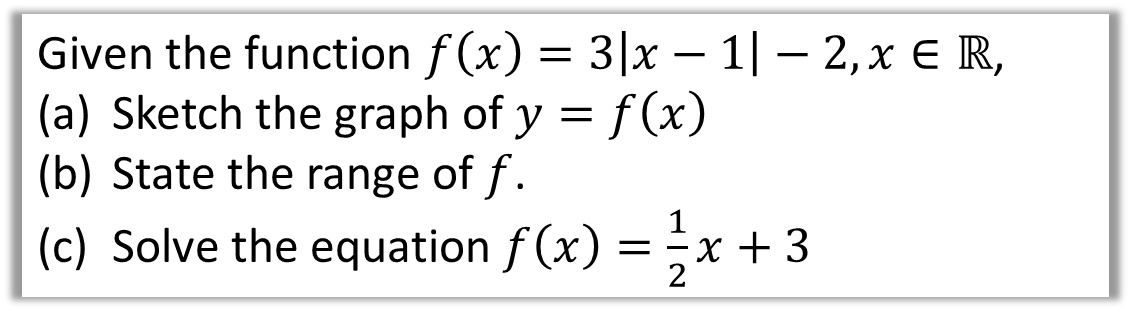 Given the function f(x) = 3|x − 1| − 2, x ∈ ℝ,
(a) Sketch the graph of y = f(x)
(b) State the range of f.
(c) Solve the equation f(x) = 1/2 x + 3